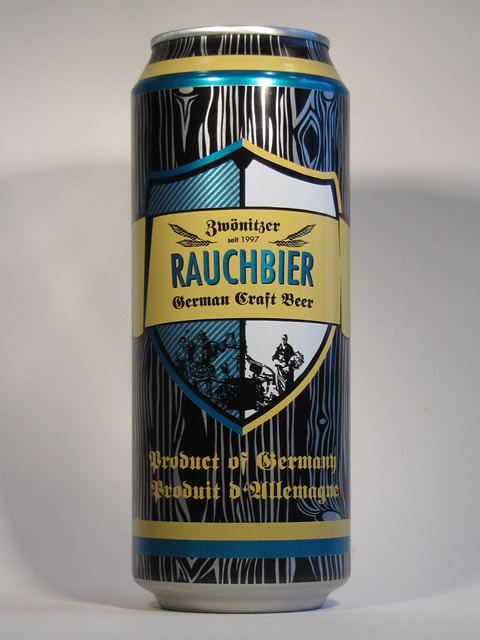 Zwönitzer
seit 1997
RAUCHBIER
German Craft Beer
Product of Germany
Produit d'Allemagne